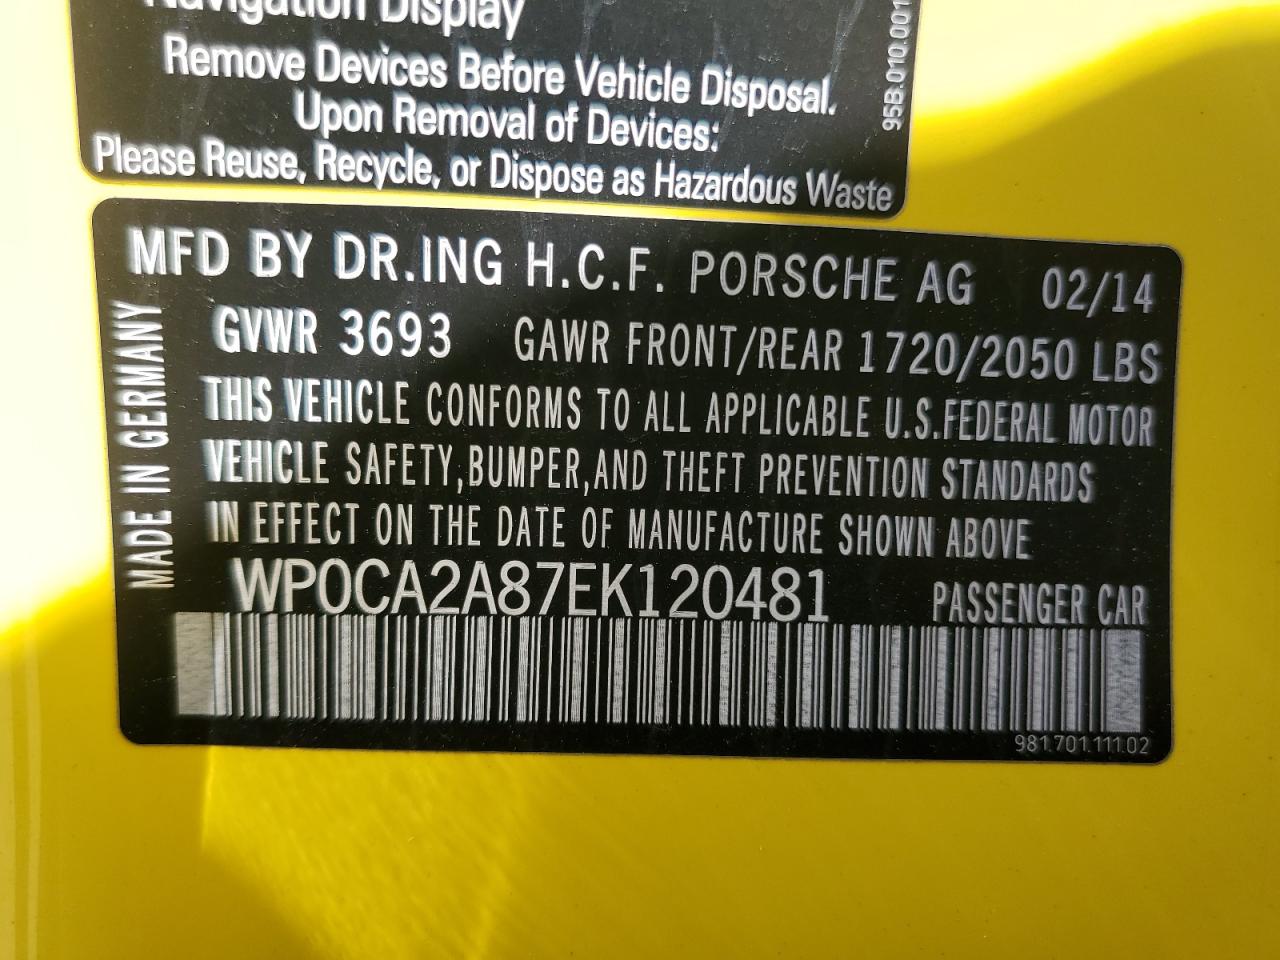 Navigation Display
Remove Devices Before Vehicle Disposal.
Upon Removal of Devices:
Please Reuse, Recycle, or Dispose as Hazardous Waste
95B.010.001
MFD BY DR.ING H.C.F. PORSCHE AG 02/14
GVWR 3693 GAWR FRONT/REAR 1720/2050 LBS
THIS VEHICLE CONFORMS TO ALL APPLICABLE U.S.FEDERAL MOTOR
VEHICLE SAFETY,BUMPER,AND THEFT PREVENTION STANDARDS
IN EFFECT ON THE DATE OF MANUFACTURE SHOWN ABOVE
WP0CA2A87EK120481 PASSENGER CAR
MADE IN GERMANY
981.701.111.02